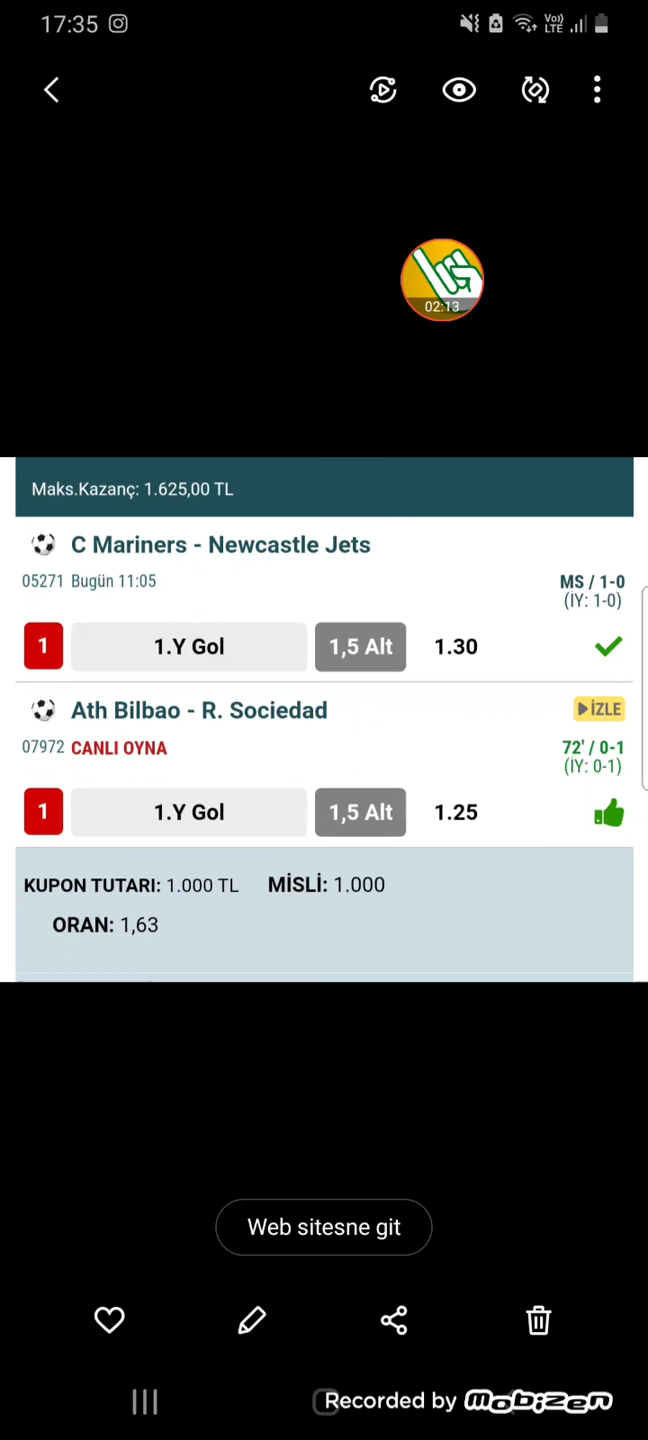 17:35
Vo))
LTE
02:13
Maks.Kazanç: 1.625,00 TL
C Mariners - Newcastle Jets
05271 Bugün 11:05
MS / 1-0
(İY: 1-0)
1 1.Y Gol 1,5 Alt 1.30
Ath Bilbao - R. Sociedad
İZLE
07972 CANLI OYNA
72' / 0-1
(İY: 0-1)
1 1.Y Gol 1,5 Alt 1.25
KUPON TUTARI: 1.000 TL MİSLİ: 1.000
ORAN: 1,63
Web sitesne git
Recorded by mobizen